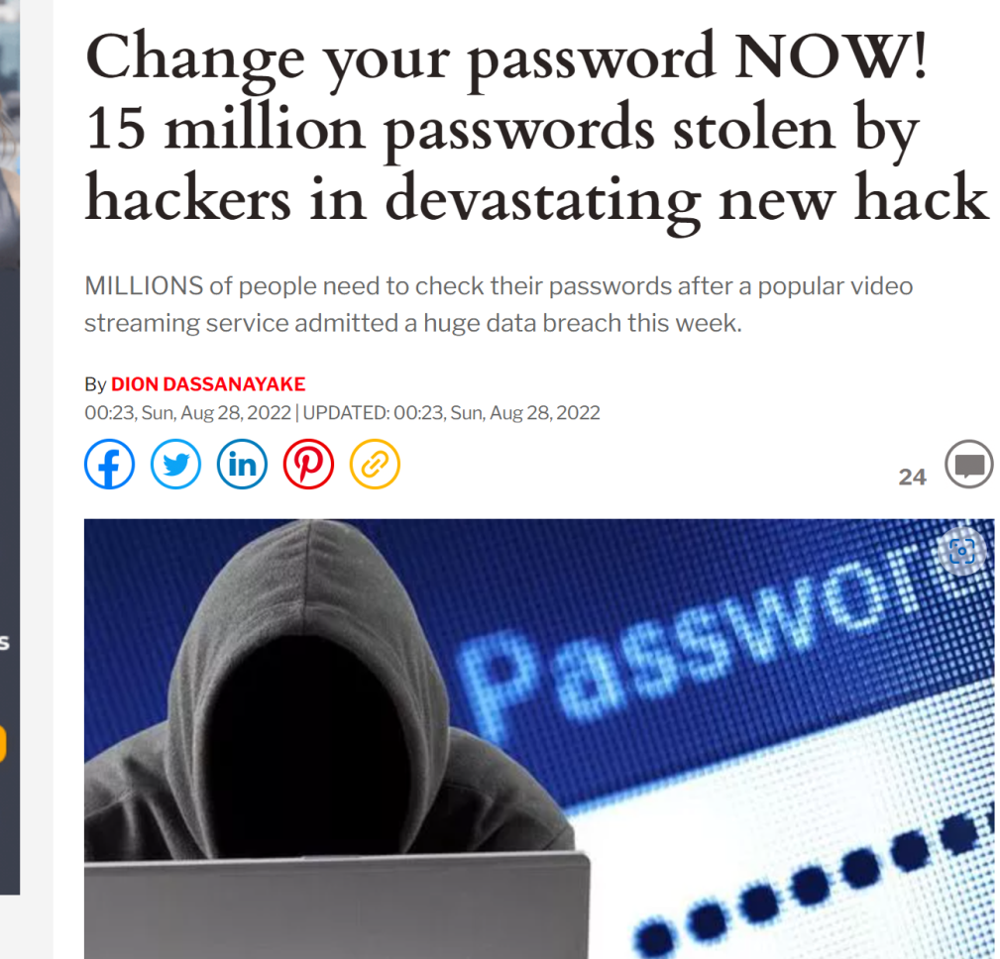 Change your password NOW!
15 million passwords stolen by
hackers in devastating new hack
MILLIONS of people need to check their passwords after a popular video
streaming service admitted a huge data breach this week.
By DION DASSANAYAKE
00:23, Sun, Aug 28, 2022 | UPDATED: 00:23, Sun, Aug 28, 2022
in
24
s
Passwor